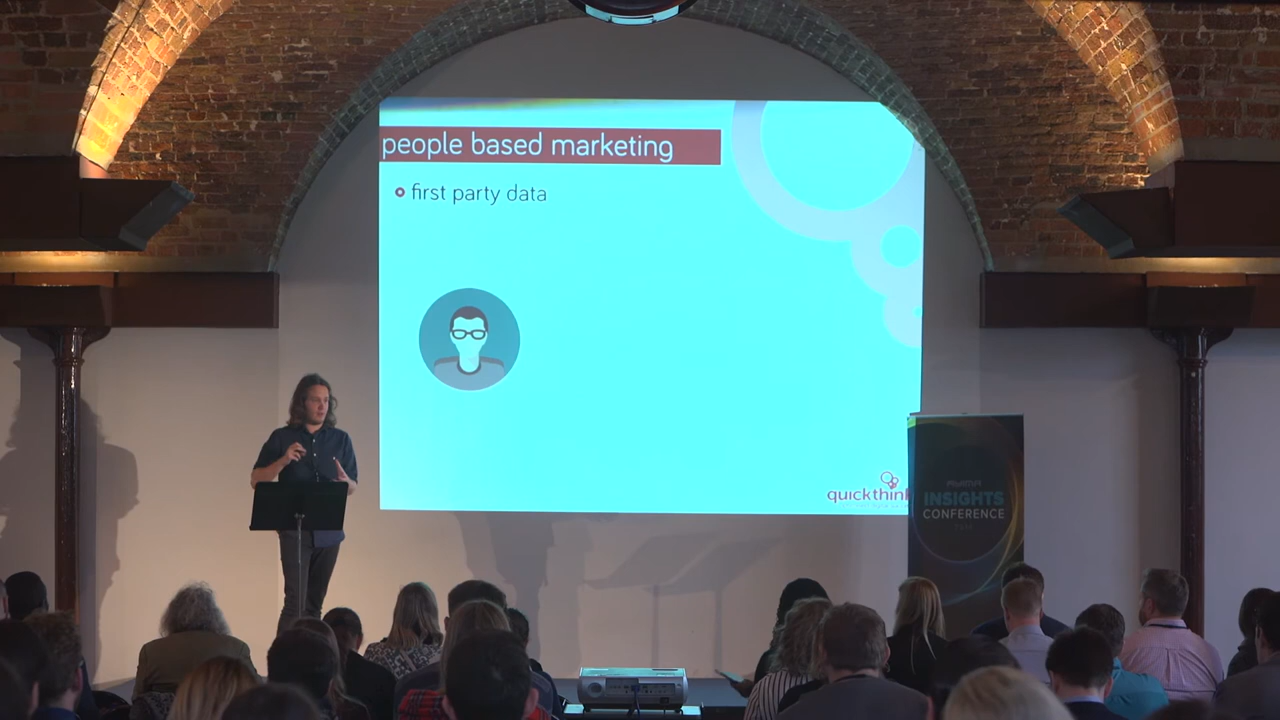 people based marketing
first party data
quickthink
INSIGHTS
CONFERENCE